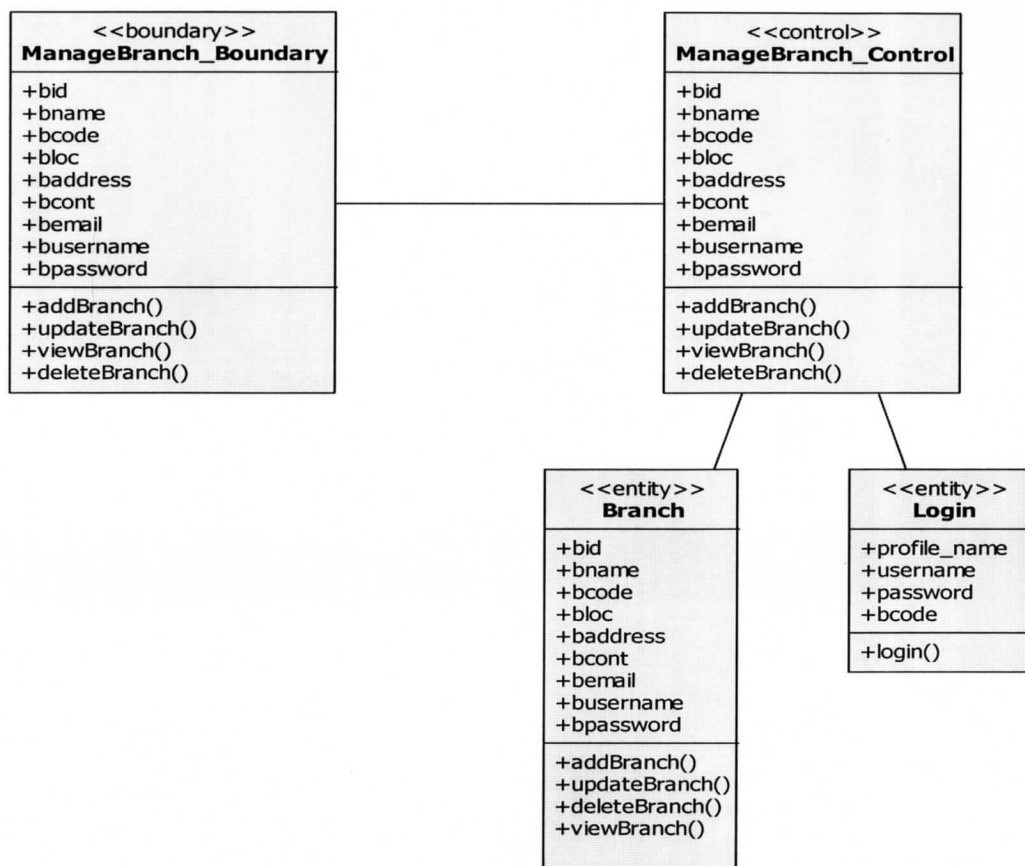 <<boundary>>
ManageBranch_Boundary
+bid
+bname
+bcode
+bloc
+baddress
+bcont
+bemail
+busername
+bpassword
+addBranch()
+updateBranch()
+viewBranch()
+deleteBranch()
<<control>>
ManageBranch_Control
+bid
+bname
+bcode
+bloc
+baddress
+bcont
+bemail
+busername
+bpassword
+addBranch()
+updateBranch()
+viewBranch()
+deleteBranch()
<<entity>>
Branch
+bid
+bname
+bcode
+bloc
+baddress
+bcont
+bemail
+busername
+bpassword
+addBranch()
+updateBranch()
+deleteBranch()
+viewBranch()
<<entity>>
Login
+profile_name
+username
+password
+bcode
+login()